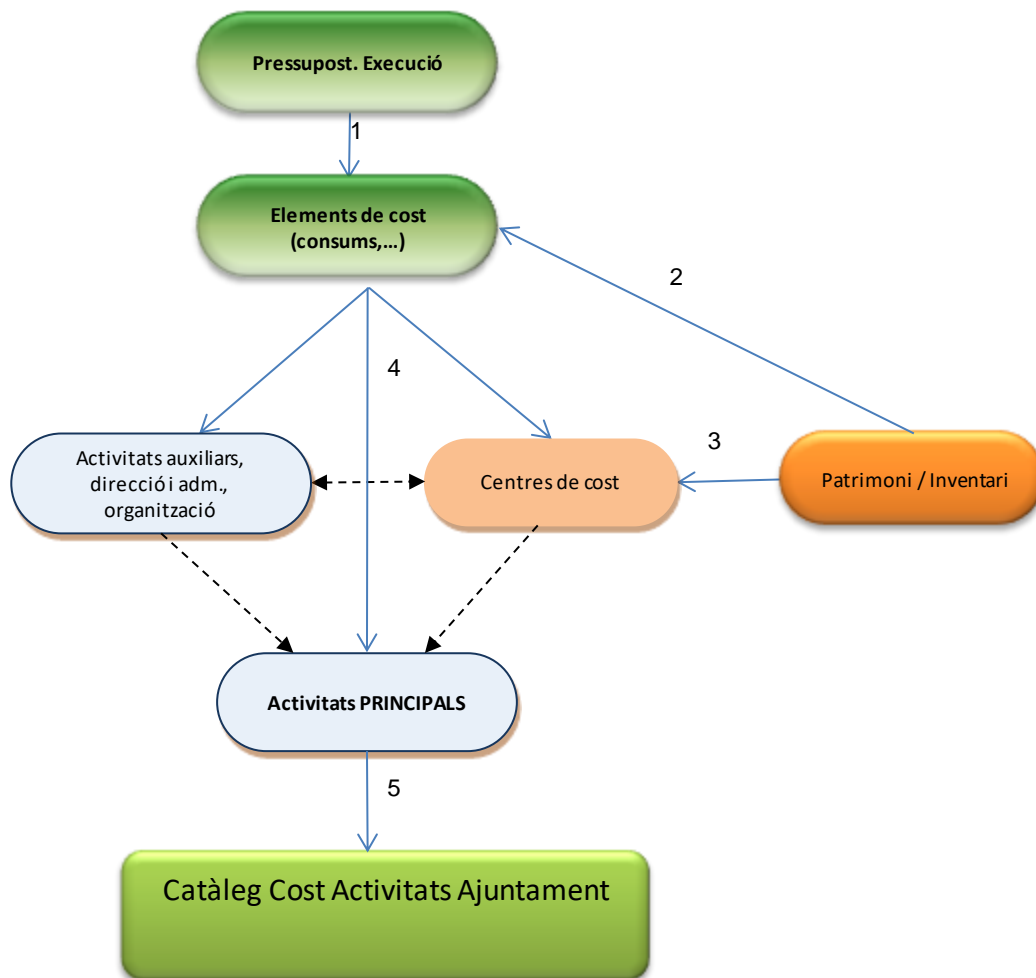 Pressupost. Execució
1
Elements de cost
(consums,...)
2
4
3
Activitats auxiliars,
direcció i adm.,
organització
Centres de cost
Patrimoni / Inventari
Activitats PRINCIPALS
5
Catàleg Cost Activitats Ajuntament